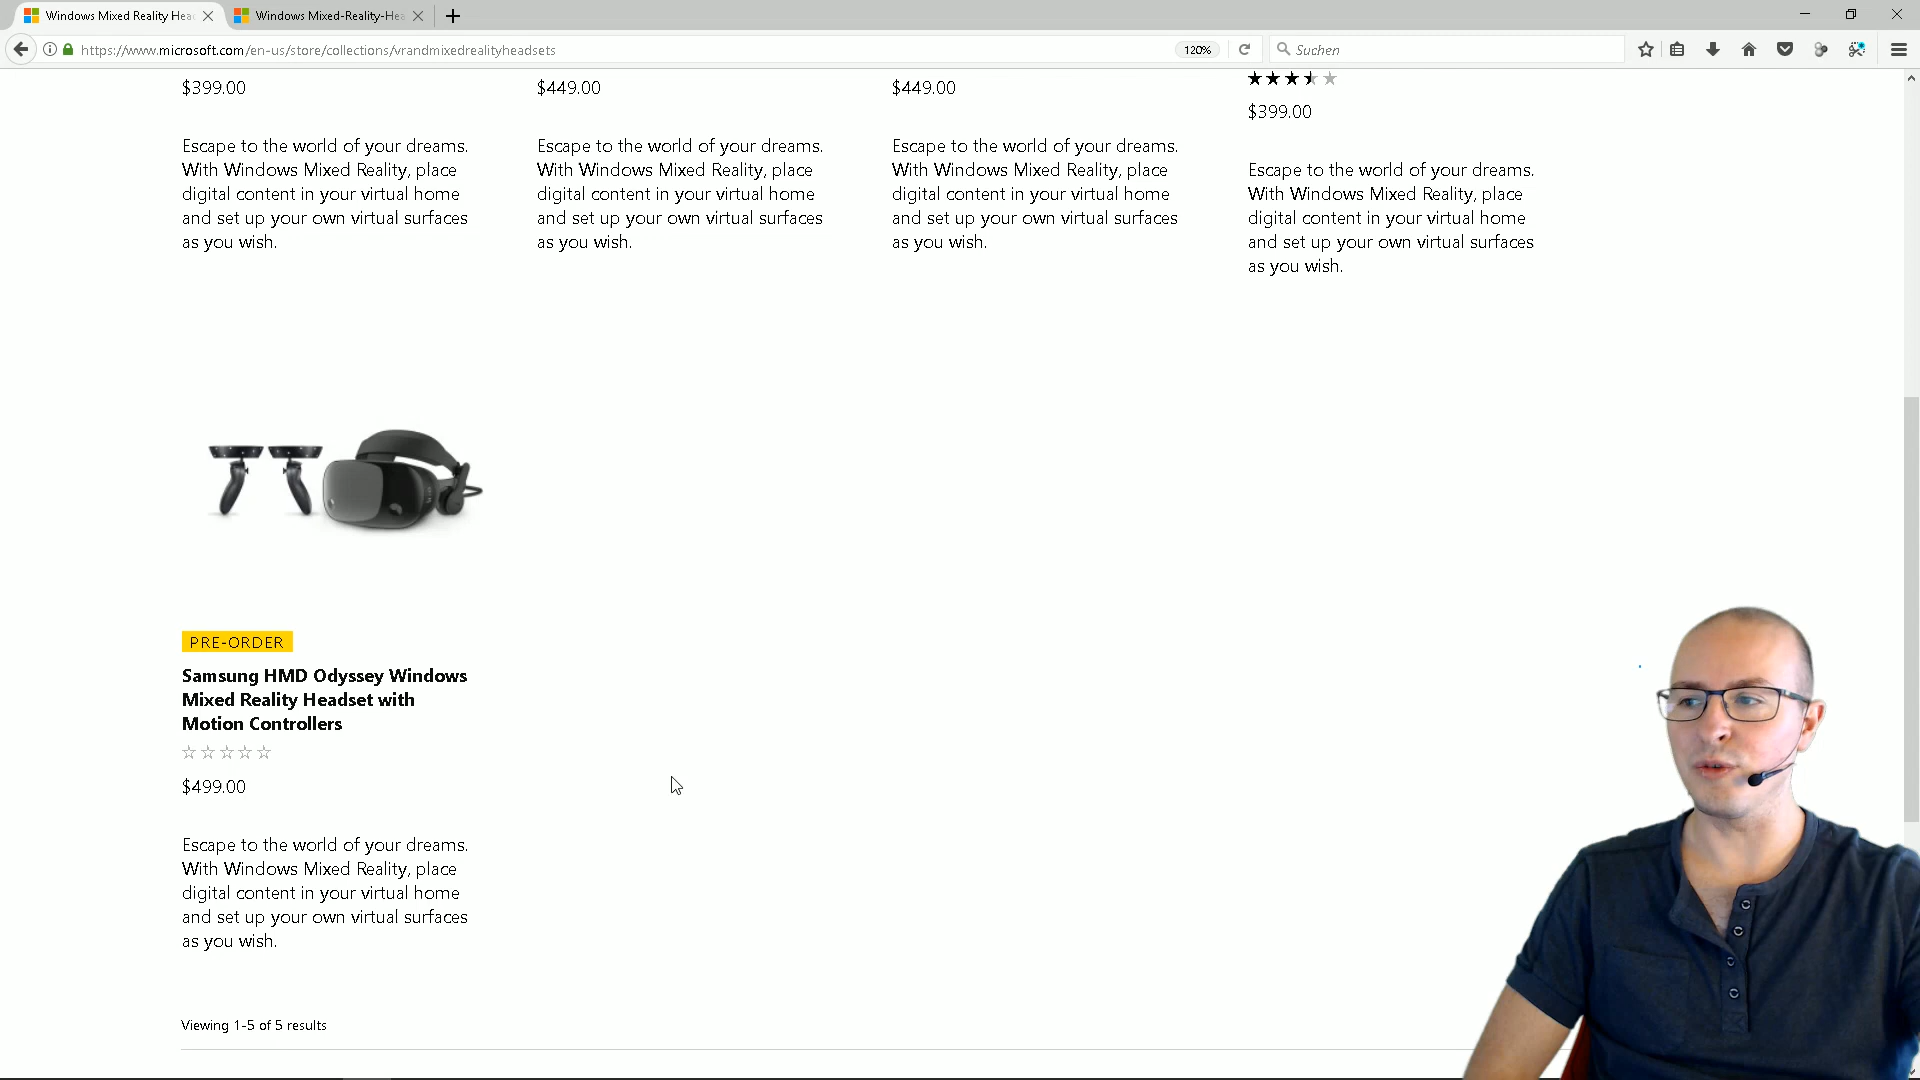 Windows Mixed Reality Hea
Windows Mixed-Reality-Hea
https://www.microsoft.com/en-us/store/collections/vrandmixedrealityheadsets
120%
Suchen
$399.00
$449.00
$449.00
$399.00
Escape to the world of your dreams.
With Windows Mixed Reality, place
digital content in your virtual home
and set up your own virtual surfaces
as you wish.
Escape to the world of your dreams.
With Windows Mixed Reality, place
digital content in your virtual home
and set up your own virtual surfaces
as you wish.
Escape to the world of your dreams.
With Windows Mixed Reality, place
digital content in your virtual home
and set up your own virtual surfaces
as you wish.
Escape to the world of your dreams.
With Windows Mixed Reality, place
digital content in your virtual home
and set up your own virtual surfaces
as you wish.
PRE-ORDER
Samsung HMD Odyssey Windows
Mixed Reality Headset with
Motion Controllers
$499.00
Escape to the world of your dreams.
With Windows Mixed Reality, place
digital content in your virtual home
and set up your own virtual surfaces
as you wish.
Viewing 1-5 of 5 results